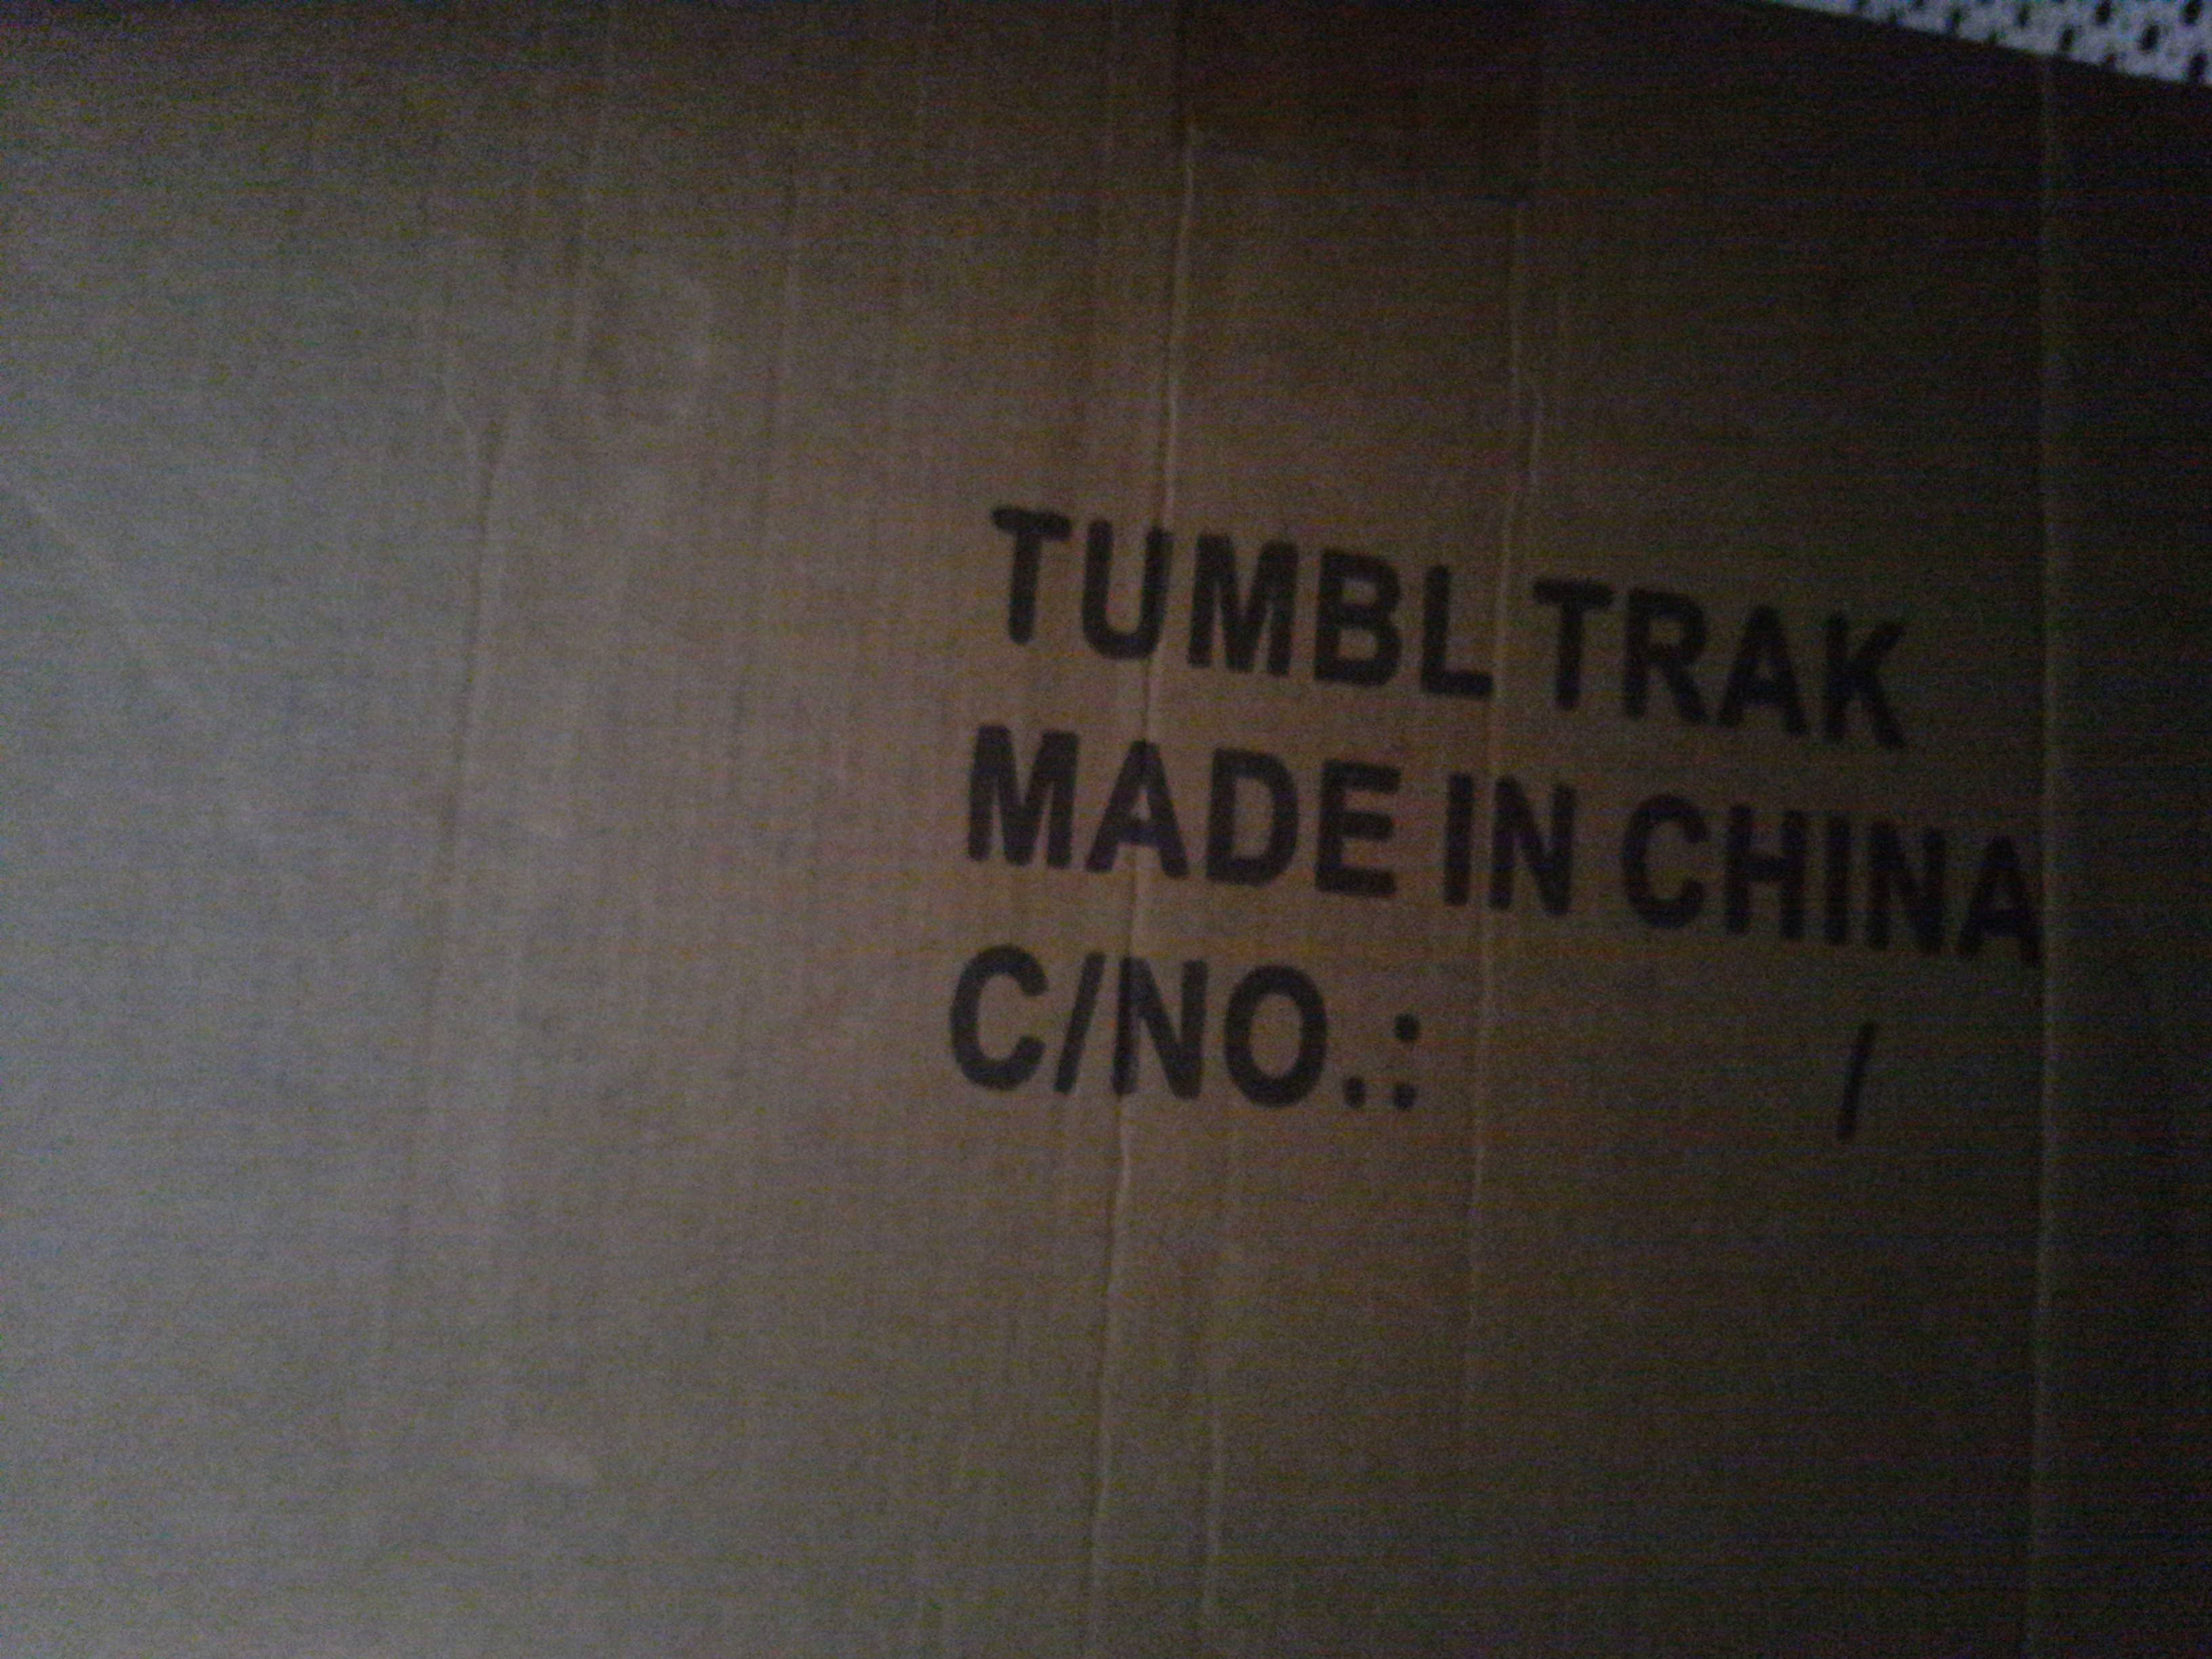 TUMBL TRAK
MADE IN CHINA
C/NO.: /